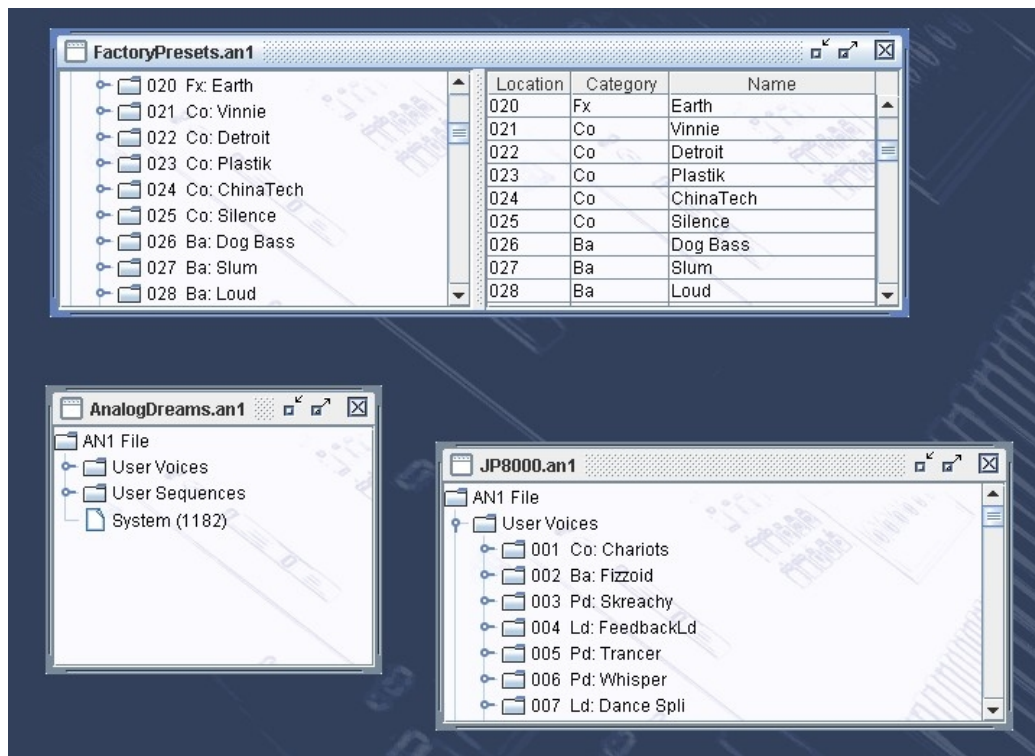 FactoryPresets.an1
020 Fx: Earth
021 Co: Vinnie
022 Co: Detroit
023 Co: Plastik
024 Co: ChinaTech
025 Co: Silence
026 Ba: Dog Bass
027 Ba: Slum
028 Ba: Loud
Location Category Name
020 Fx Earth
021 Co Vinnie
022 Co Detroit
023 Co Plastik
024 Co ChinaTech
025 Co Silence
026 Ba Dog Bass
027 Ba Slum
028 Ba Loud
AnalogDreams.an1
AN1 File
User Voices
User Sequences
System (1182)
JP8000.an1
AN1 File
User Voices
001 Co: Chariots
002 Ba: Fizzoid
003 Pd: Skreachy
004 Ld: FeedbackLd
005 Pd: Trancer
006 Pd: Whisper
007 Ld: Dance Spli